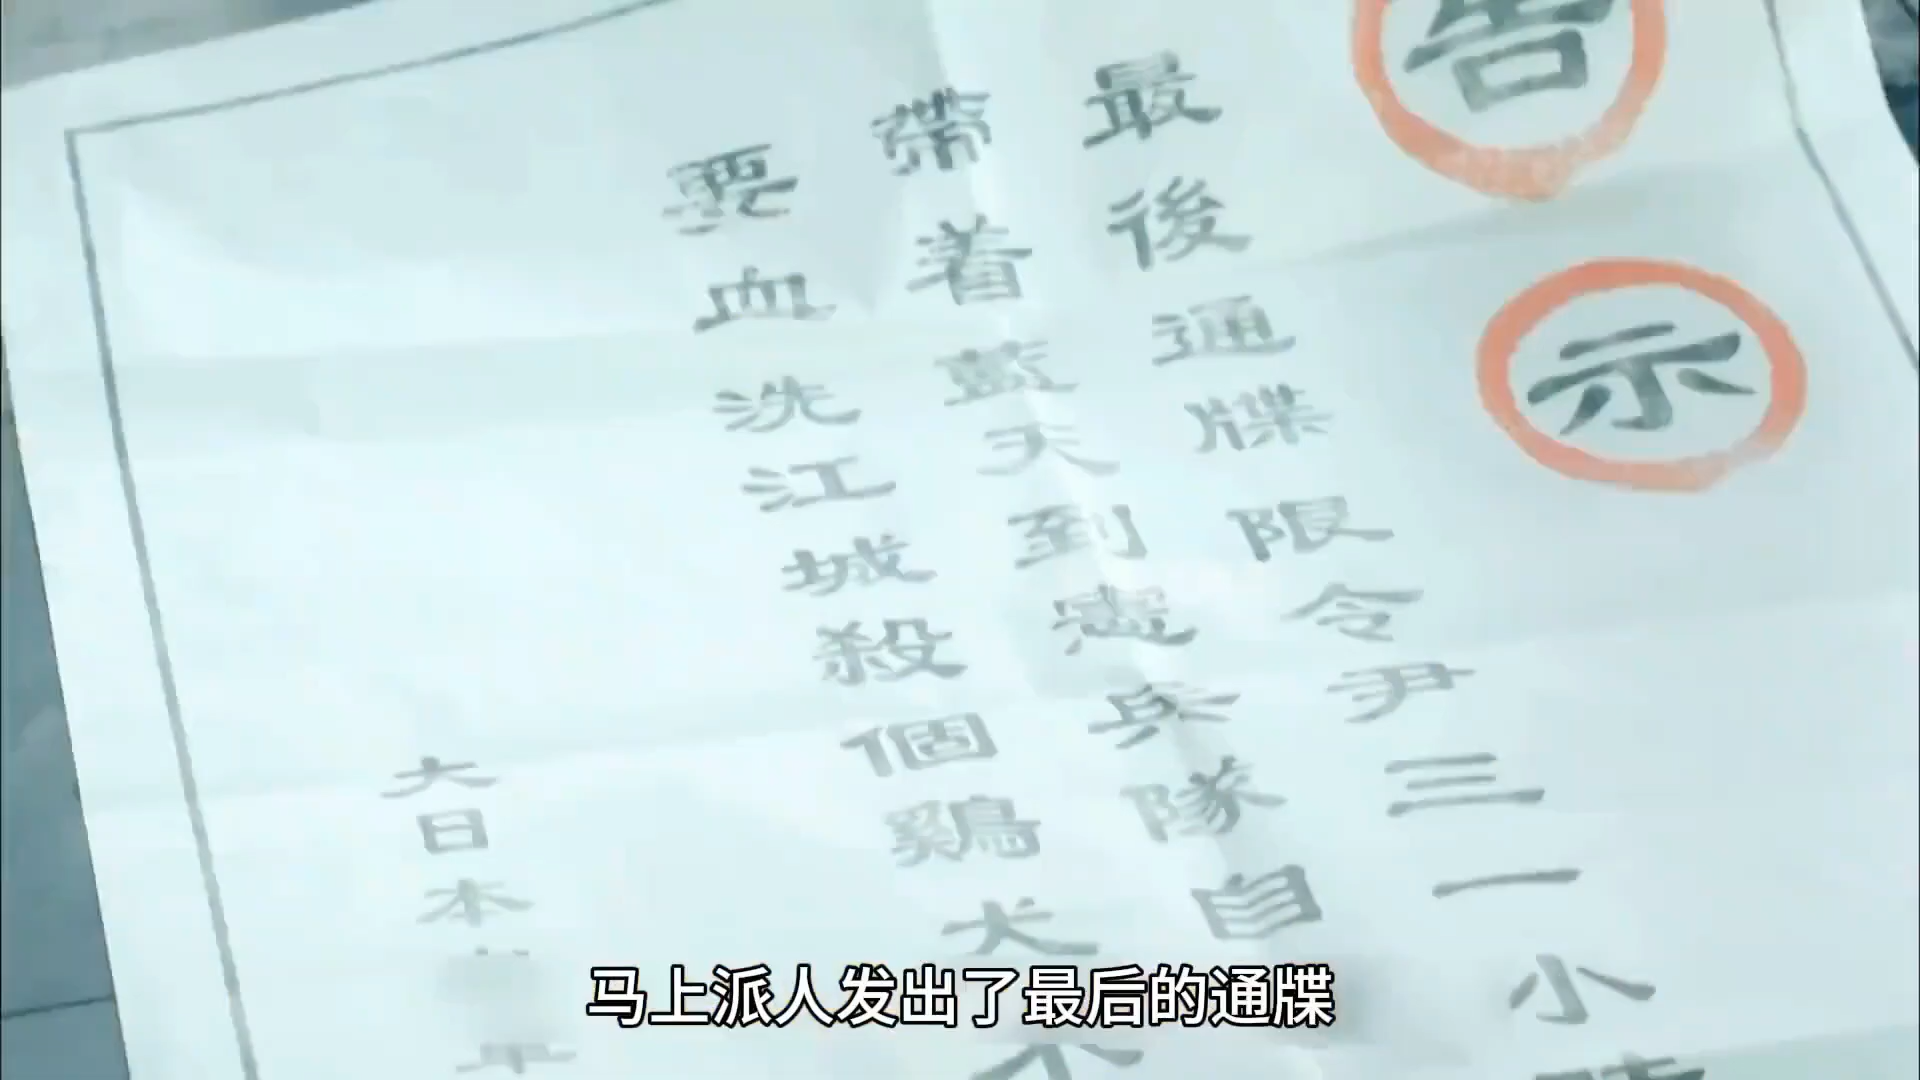 告示
最後通牒限令尹三一小時
帶着藍天到憲兵隊自
要血洗江城殺個鷄犬不
大日本
马上派人发出了最后的通牒